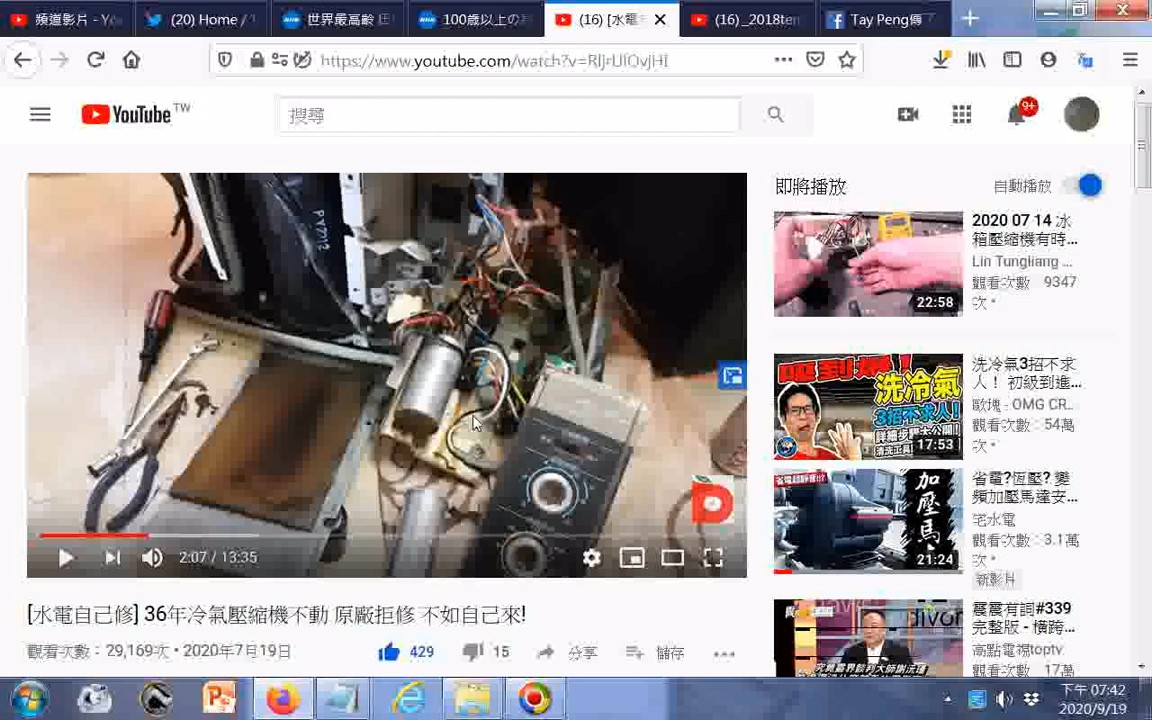 頻道影片 - Yo
(20) Home / T
世界最高齢 田
100歳以上の
(16) [水電
(16) _2018ten
Tay Peng傳
youtube.com/watch?v=
YouTube TW
搜尋
9+
即將播放
自動播放
2020 07 14 冰
箱壓縮機有時...
Lin Tungliang ...
觀看次數 9347
次 •
22:58
洗冷氣3招不求
人！ 初級到進...
歐拋：OMG CR...
觀看次數：54萬
次 •
洗冷氣
3招不求人!
詳細步驟大公開!
17:53
省電?恆壓? 變
頻加壓馬達安...
宅水電
觀看次數：3.1萬
次 •
新影片
加壓馬
21:24
震震有詞#339
完整版 - 橫跨...
高點電視toptv
觀看次數：17萬
2:07 / 13:35
[水電自己修] 36年冷氣壓縮機不動 原廠拒修 不如自己來!
觀看次數：29,169次 • 2020年7月19日
429
15
分享
儲存
下午 07:42
2020/9/19